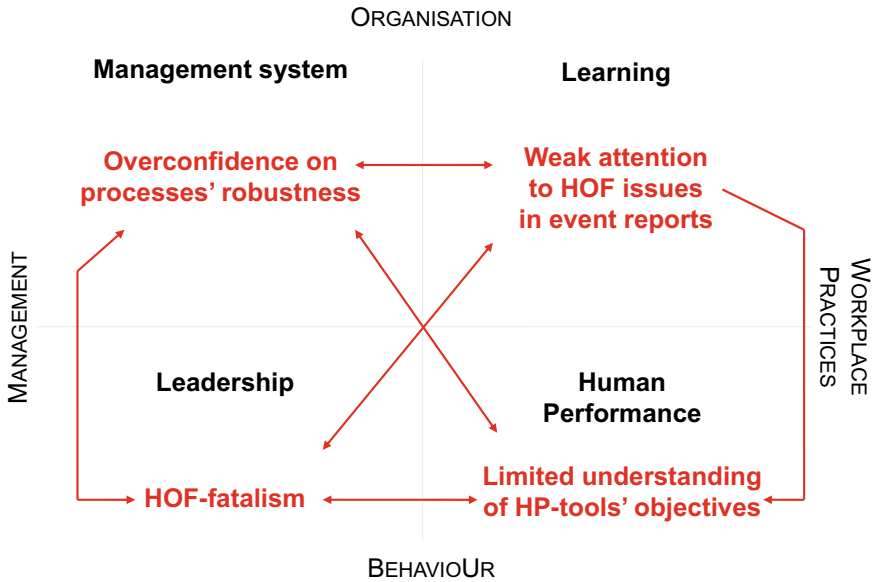 ORGANISATION
Management system
Learning
Overconfidence on
processes’ robustness
Weak attention
to HOF issues
in event reports
MANAGEMENT
WORKPLACE
PRACTICES
Leadership
Human
Performance
HOF-fatalism
Limited understanding
of HP-tools’ objectives
BEHAVIOUR